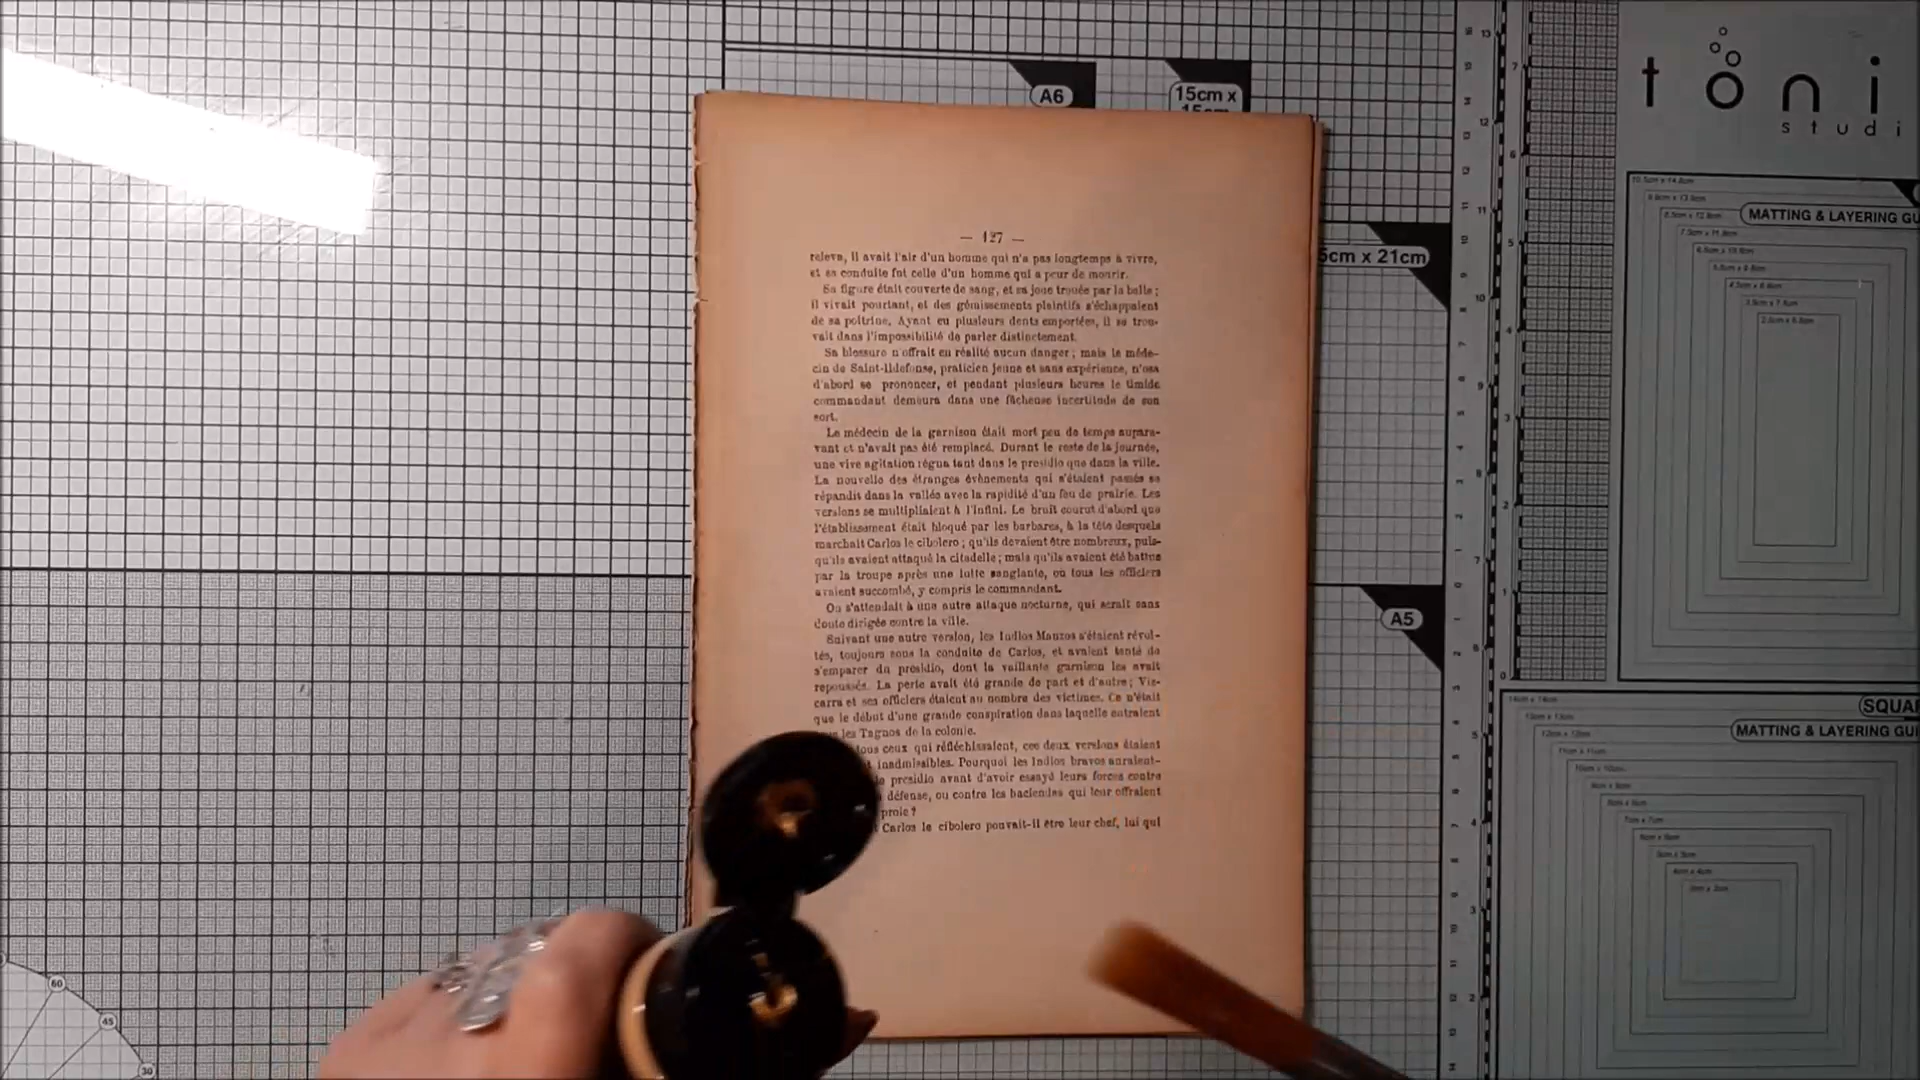 A6
15cm x
15cm
toni
studi
— 127 —
releva, il avait l'air d'un homme qui n'a pas longtemps à vivre,
et sa conduite fut celle d'un homme qui a peur de mourir.
Sa figure était couverte de sang, et sa joue trouée par la balle ;
il vivait pourtant, et des gémissements plaintifs s'échappaient
de sa poitrine. Ayant eu plusieurs dents emportées, il se trou-
vait dans l'impossibilité de parler distinctement.
Sa blessure n'offrait en réalité aucun danger ; mais le méde-
cin de Saint-Ildefonse, praticien jeune et sans expérience, n'osa
d'abord se prononcer, et pendant plusieurs heures le timide
commandant demeura dans une fâcheuse incertitude de son
sort.
Le médecin de la garnison était mort peu de temps aupara-
vant et n'avait pas été remplacé. Durant le reste de la journée,
une vive agitation régna tant dans le presidio que dans la ville.
La nouvelle des étranges événements qui s'étaient passés se
répandit dans la vallée avec la rapidité d'un feu de prairie. Les
versions se multipliaient à l'infini. Le bruit courut d'abord que
l'établissement était bloqué par les barbares, à la tête desquels
marchait Carlos le cibolero ; qu'ils devaient être nombreux, puis-
qu'ils avaient attaqué la citadelle ; mais qu'ils avaient été battus
par la troupe après une lutte sanglante, où tous les officiers
avaient succombé, y compris le commandant.
On s'attendait à une autre attaque nocturne, qui serait sans
doute dirigée contre la ville.
Suivant une autre version, les Indios Manzos s'étaient révol-
tés, toujours sous la conduite de Carlos, et avaient tenté de
s'emparer du presidio, dont la vaillante garnison les avait
repoussés. La perte avait été grande de part et d'autre ; Viz-
carra et ses officiers étaient au nombre des victimes. Ce n'était
que le début d'une grande conspiration dans laquelle entraient
les Tagnos de la colonie.
tous ceux qui réfléchissaient, ces deux versions étaient
inadmissibles. Pourquoi les Indios bravos auraient-
presidio avant d'avoir essayé leurs forces contre
défense, ou contre les haciendas qui leur offraient
proie ?
Carlos le cibolero pouvait-il être leur chef, lui qui
5cm x 21cm
A5
MATTING & LAYERING GU
SQUAR
MATTING & LAYERING GUI
60
45
30